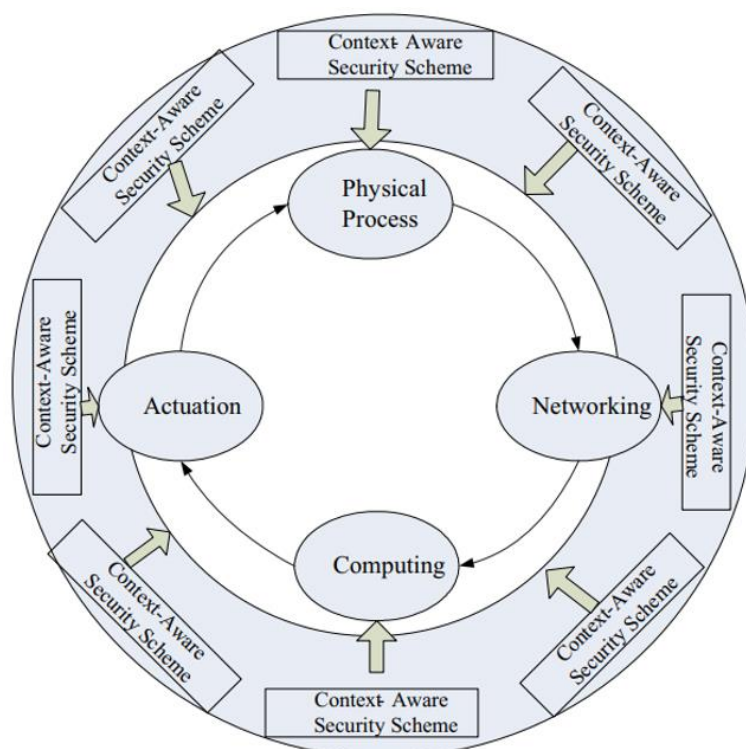 Context- Aware
Security Scheme
Context-Aware
Security Scheme
Context-Aware
Security Scheme
Physical
Process
Context-Aware
Security Scheme
Actuation
Networking
Context-Aware
Security Scheme
Computing
Context-Aware
Security Scheme
Context-Aware
Security Scheme
Context- Aware
Security Scheme